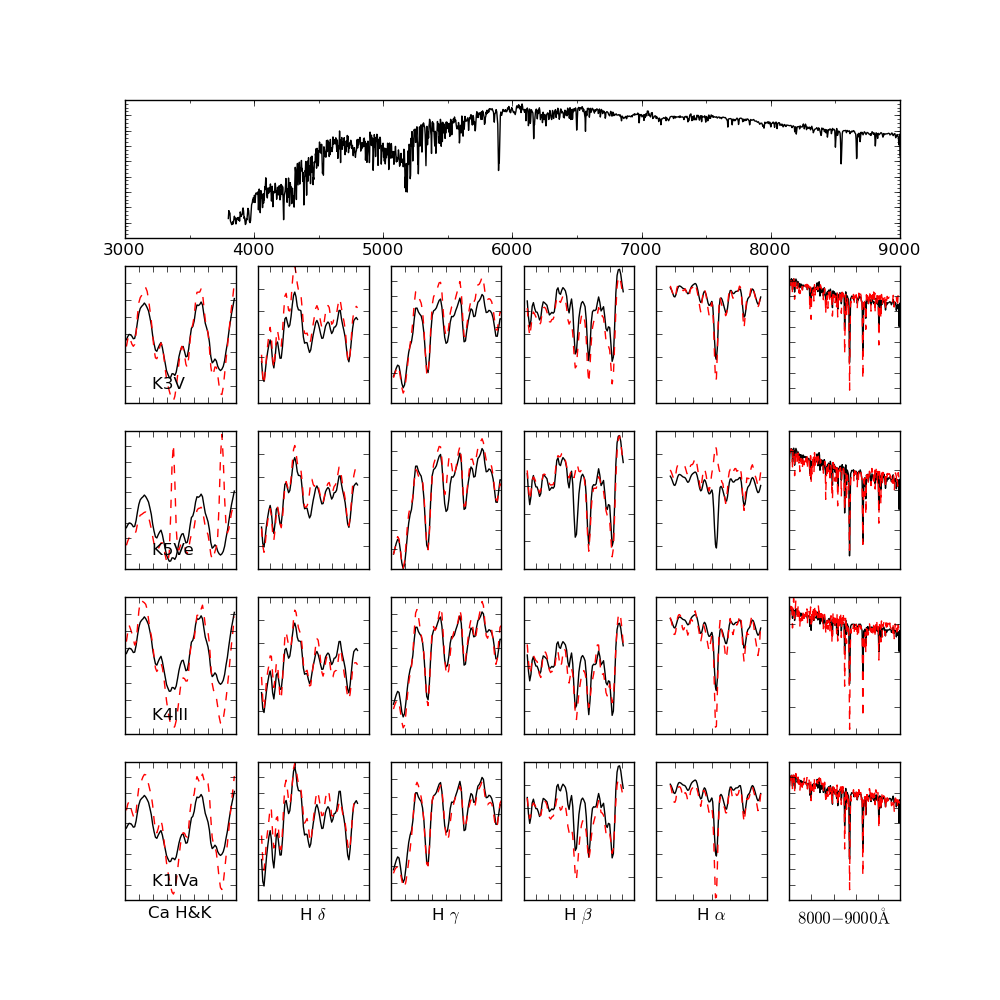 3000 4000 5000 6000 7000 8000 9000
K3V
K5Ve
K4III
K1IVa
Ca H&K H δ H γ H β H α 8000−9000Å